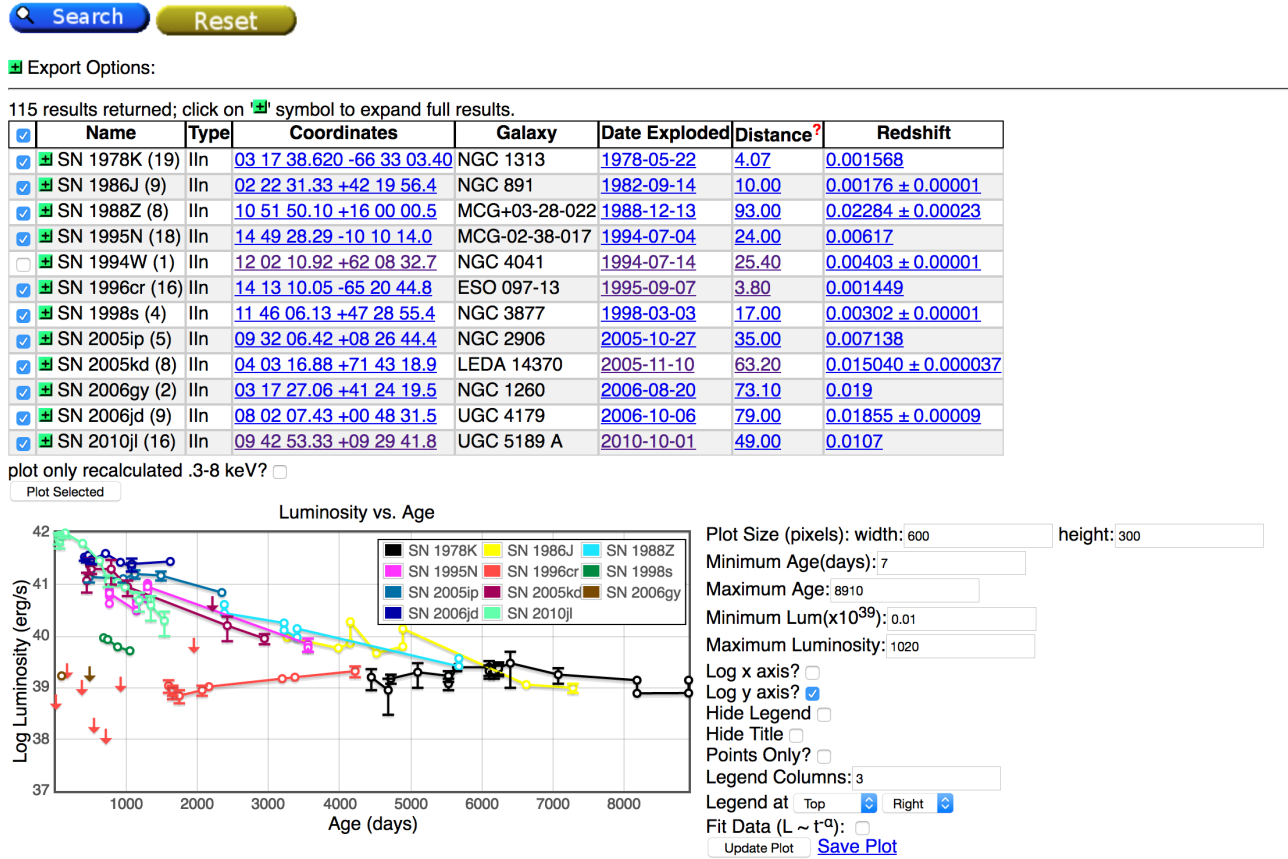 Search Reset
Export Options:
115 results returned; click on '+' symbol to expand full results.
Name Type Coordinates Galaxy Date Exploded Distance? Redshift
SN 1978K (19) IIn 03 17 38.620 -66 33 03.40 NGC 1313 1978-05-22 4.07 0.001568
SN 1986J (9) IIn 02 22 31.33 +42 19 56.4 NGC 891 1982-09-14 10.00 0.00176 ± 0.00001
SN 1988Z (8) IIn 10 51 50.10 +16 00 00.5 MCG+03-28-022 1988-12-13 93.00 0.02284 ± 0.00023
SN 1995N (18) IIn 14 49 28.29 -10 10 14.0 MCG-02-38-017 1994-07-04 24.00 0.00617
SN 1994W (1) IIn 12 02 10.92 +62 08 32.7 NGC 4041 1994-07-14 25.40 0.00403 ± 0.00001
SN 1996cr (16) IIn 14 13 10.05 -65 20 44.8 ESO 097-13 1995-09-07 3.80 0.001449
SN 1998s (4) IIn 11 46 06.13 +47 28 55.4 NGC 3877 1998-03-03 17.00 0.00302 ± 0.00001
SN 2005ip (5) IIn 09 32 06.42 +08 26 44.4 NGC 2906 2005-10-27 35.00 0.007138
SN 2005kd (8) IIn 04 03 16.88 +71 43 18.9 LEDA 14370 2005-11-10 63.20 0.015040 ± 0.000037
SN 2006gy (2) IIn 03 17 27.06 +41 24 19.5 NGC 1260 2006-08-20 73.10 0.019
SN 2006jd (9) IIn 08 02 07.43 +00 48 31.5 UGC 4179 2006-10-06 79.00 0.01855 ± 0.00009
SN 2010jl (16) IIn 09 42 53.33 +09 29 41.8 UGC 5189 A 2010-10-01 49.00 0.0107
plot only recalculated .3-8 keV?
Plot Selected
Luminosity vs. Age
Log Luminosity (erg/s)
42
41
40
39
38
37
SN 1978K SN 1986J SN 1988Z
SN 1995N SN 1996cr SN 1998s
SN 2005ip SN 2005kd SN 2006gy
SN 2006jd SN 2010jl
1000 2000 3000 4000 5000 6000 7000 8000
Age (days)
Plot Size (pixels): width: 600 height: 300
Minimum Age(days): 7
Maximum Age: 8910
Minimum Lum(x10³⁹): 0.01
Maximum Luminosity: 1020
Log x axis?
Log y axis?
Hide Legend
Hide Title
Points Only?
Legend Columns: 3
Legend at Top Right
Fit Data (L ~ t⁻ᵅ):
Update Plot Save Plot